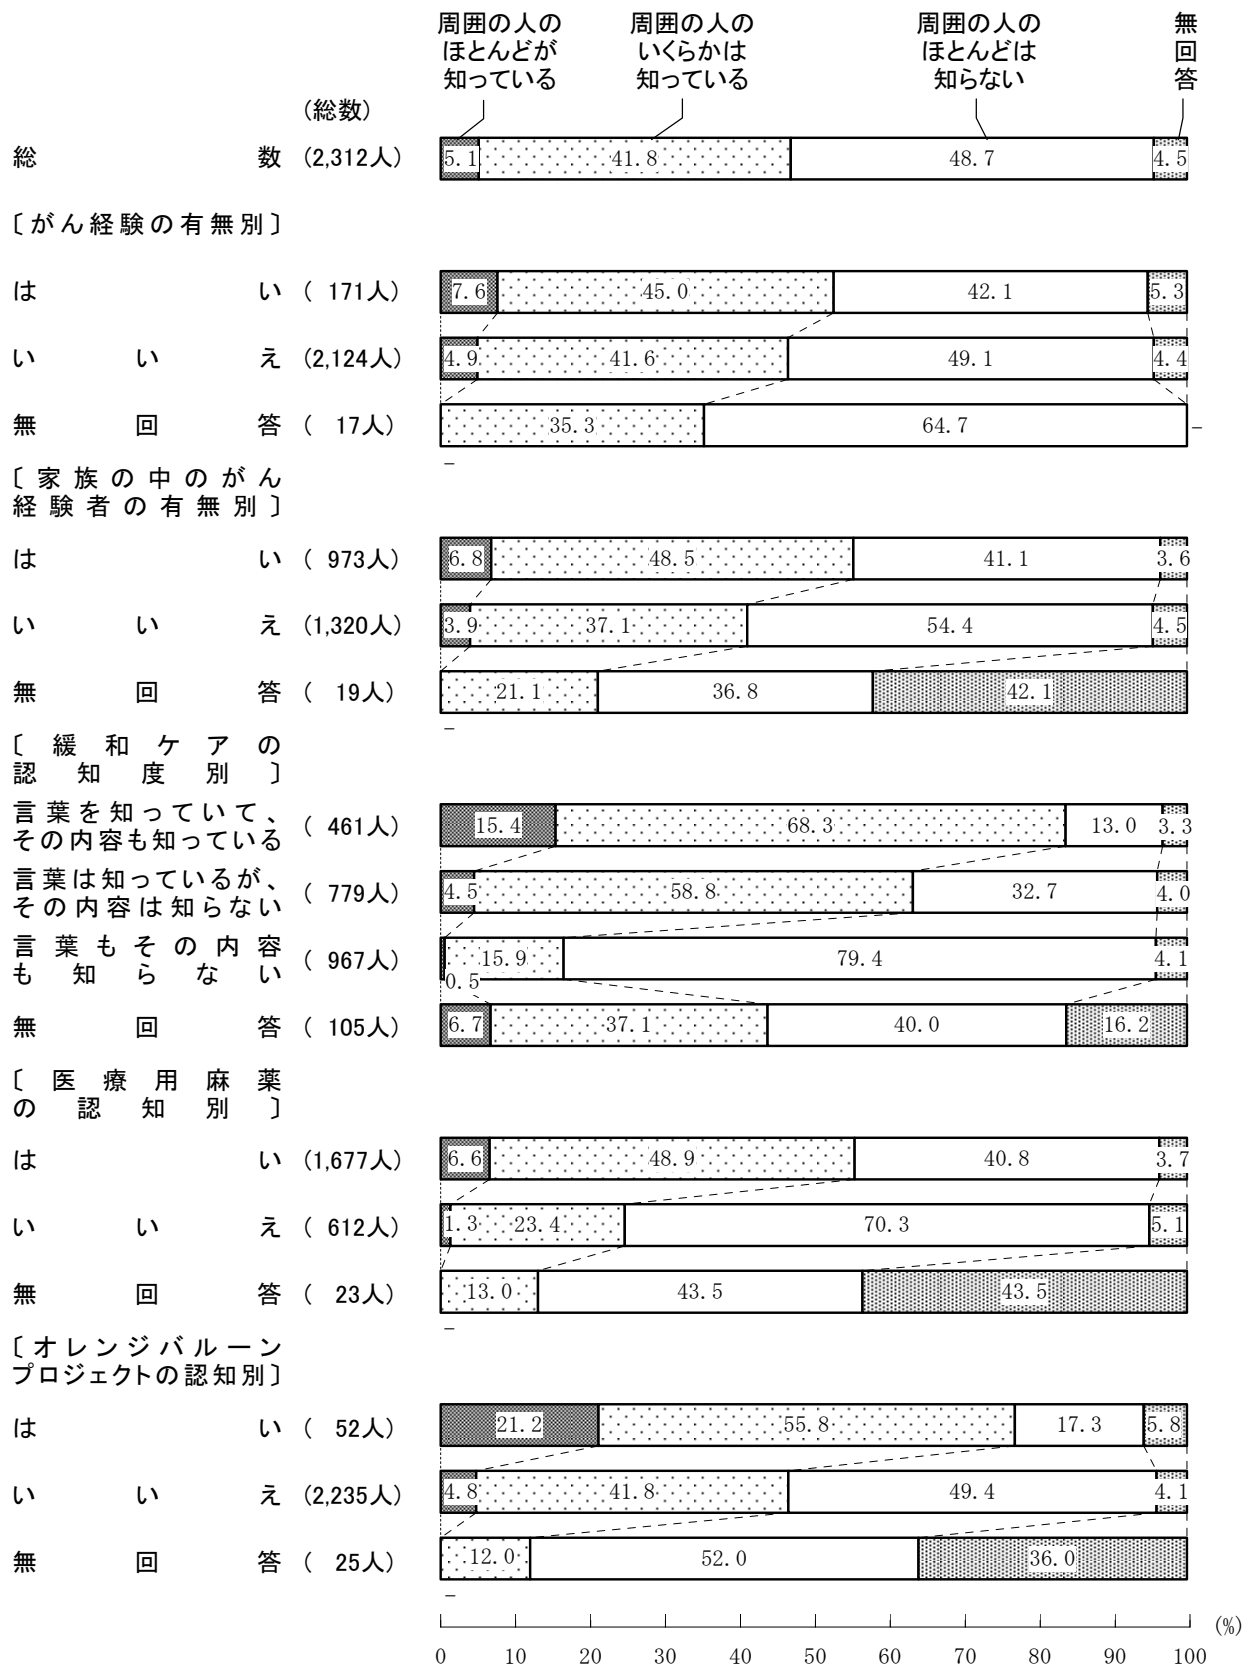 周囲の人の 周囲の人の 周囲の人の 無
ほとんどが いくらかは ほとんどは 回
知っている 知っている 知らない 答
(総数)
総数 (2,312人) 5.1 41.8 48.7 4.5
〔がん経験の有無別〕
はい ( 171人) 7.6 45.0 42.1 5.3
いいえ (2,124人) 4.9 41.6 49.1 4.4
無回答 ( 17人) 35.3 64.7 −
−
〔家族の中のがん
経験者の有無別〕
はい ( 973人) 6.8 48.5 41.1 3.6
いいえ (1,320人) 3.9 37.1 54.4 4.5
無回答 ( 19人) 21.1 36.8 42.1
−
〔緩和ケアの
認知度別〕
言葉を知っていて、
その内容も知っている ( 461人) 15.4 68.3 13.0 3.3
言葉は知っているが、
その内容は知らない ( 779人) 4.5 58.8 32.7 4.0
言葉もその内容
も知らない ( 967人) 0.5 15.9 79.4 4.1
無回答 ( 105人) 6.7 37.1 40.0 16.2
〔医療用麻薬
の認知別〕
はい (1,677人) 6.6 48.9 40.8 3.7
いいえ ( 612人) 1.3 23.4 70.3 5.1
無回答 ( 23人) 13.0 43.5 43.5
−
〔オレンジバルーン
プロジェクトの認知別〕
はい ( 52人) 21.2 55.8 17.3 5.8
いいえ (2,235人) 4.8 41.8 49.4 4.1
無回答 ( 25人) 12.0 52.0 36.0
−
0 10 20 30 40 50 60 70 80 90 100 (%)